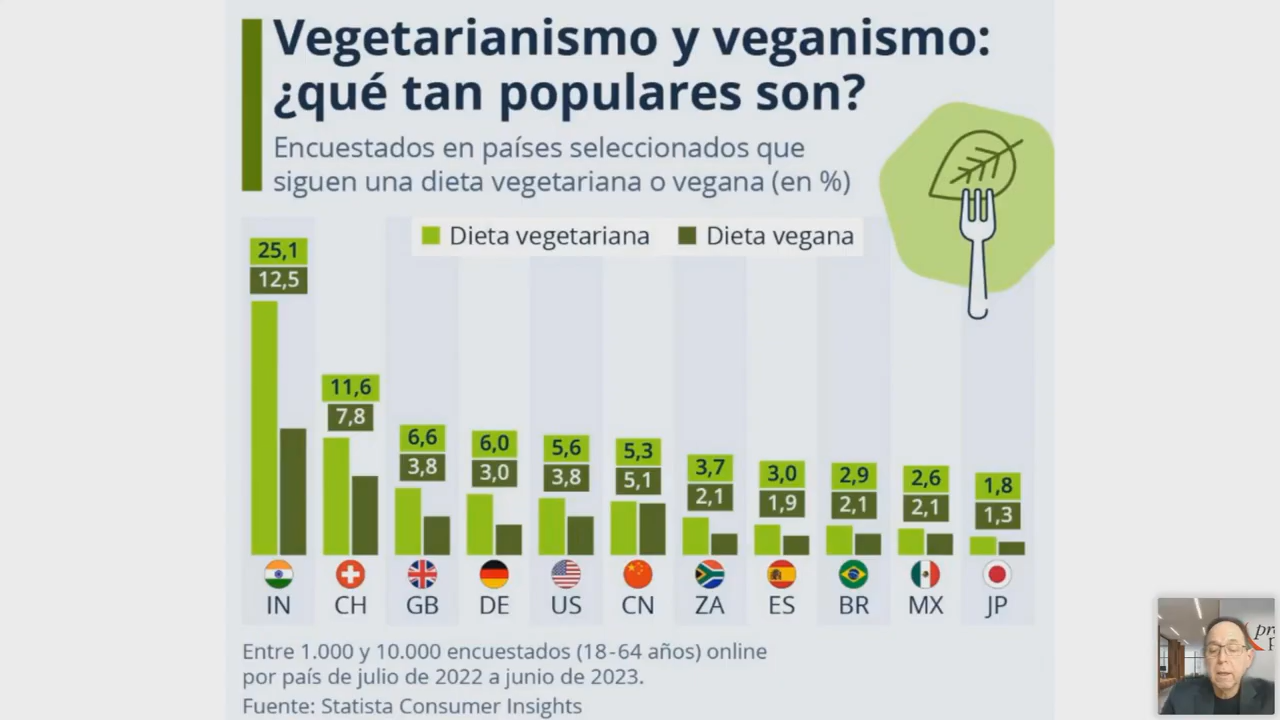 Vegetarianismo y veganismo:
¿qué tan populares son?
Encuestados en países seleccionados que
siguen una dieta vegetariana o vegana (en %)
Dieta vegetariana Dieta vegana
25,1
12,5
11,6
7,8
6,6
3,8
6,0
3,0
5,6
3,8
5,3
5,1
3,7
2,1
3,0
1,9
2,9
2,1
2,6
2,1
1,8
1,3
IN CH GB DE US CN ZA ES BR MX JP
Entre 1.000 y 10.000 encuestados (18-64 años) online
por país de julio de 2022 a junio de 2023.
Fuente: Statista Consumer Insights